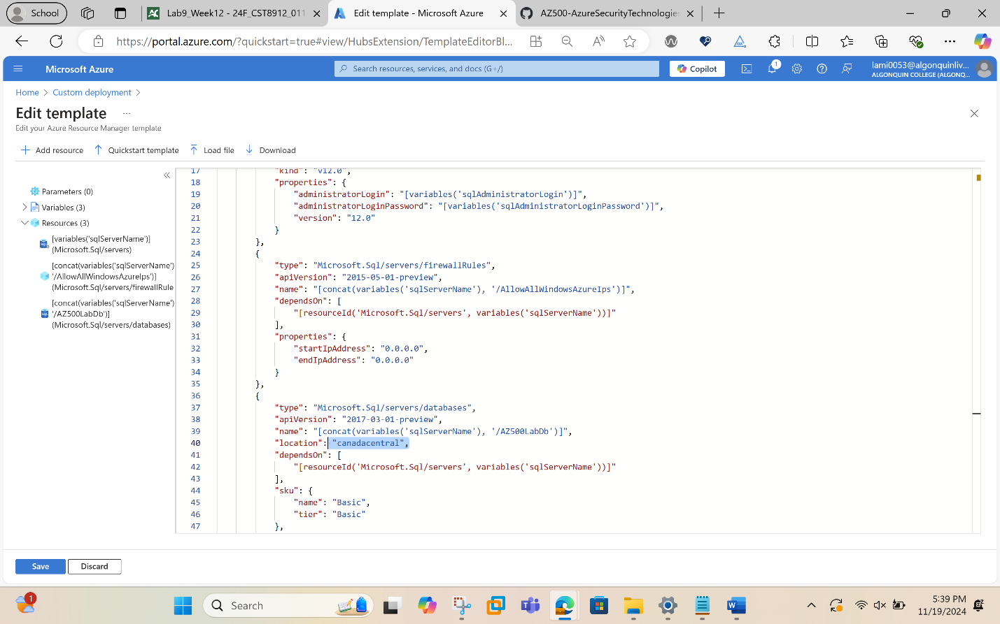 School
Lab9_Week12 - 24F_CST8912_011
Edit template - Microsoft Azure
AZ500-AzureSecurityTechnologies
https://portal.azure.com/?quickstart=true#view/HubsExtension/TemplateEditorBl...
Microsoft Azure
Search resources, services, and docs (G+/)
Copilot
1
lami0053@algonquinliv...
ALGONQUIN COLLEGE (ALGONQ...
Home > Custom deployment >
Edit template ...
Edit your Azure Resource Manager template
Add resource
Quickstart template
Load file
Download
Parameters (0)
Variables (3)
Resources (3)
[variables('sqlServerName')]
(Microsoft.Sql/servers)
[concat(variables('sqlServerName')
'/AllowAllWindowsAzureIps')]
(Microsoft.Sql/servers/firewallRule
[concat(variables('sqlServerName')
'/AZ500LabDb')]
(Microsoft.Sql/servers/databases)
17 "kind": "v12.0",
18 "properties": {
19 "administratorLogin": "[variables('sqlAdministratorLogin')]",
20 "administratorLoginPassword": "[variables('sqlAdministratorLoginPassword')]",
21 "version": "12.0"
22 }
23 },
24 {
25 "type": "Microsoft.Sql/servers/firewallRules",
26 "apiVersion": "2015-05-01-preview",
27 "name": "[concat(variables('sqlServerName'), '/AllowAllWindowsAzureIps')]",
28 "dependsOn": [
29 "[resourceId('Microsoft.Sql/servers', variables('sqlServerName'))]"
30 ],
31 "properties": {
32 "startIpAddress": "0.0.0.0",
33 "endIpAddress": "0.0.0.0"
34 }
35 },
36 {
37 "type": "Microsoft.Sql/servers/databases",
38 "apiVersion": "2017-03-01-preview",
39 "name": "[concat(variables('sqlServerName'), '/AZ500LabDb')]",
40 "location": "canadacentral",
41 "dependsOn": [
42 "[resourceId('Microsoft.Sql/servers', variables('sqlServerName'))]"
43 ],
44 "sku": {
45 "name": "Basic",
46 "tier": "Basic"
47 },
Save
Discard
1
Search
5:39 PM
11/19/2024